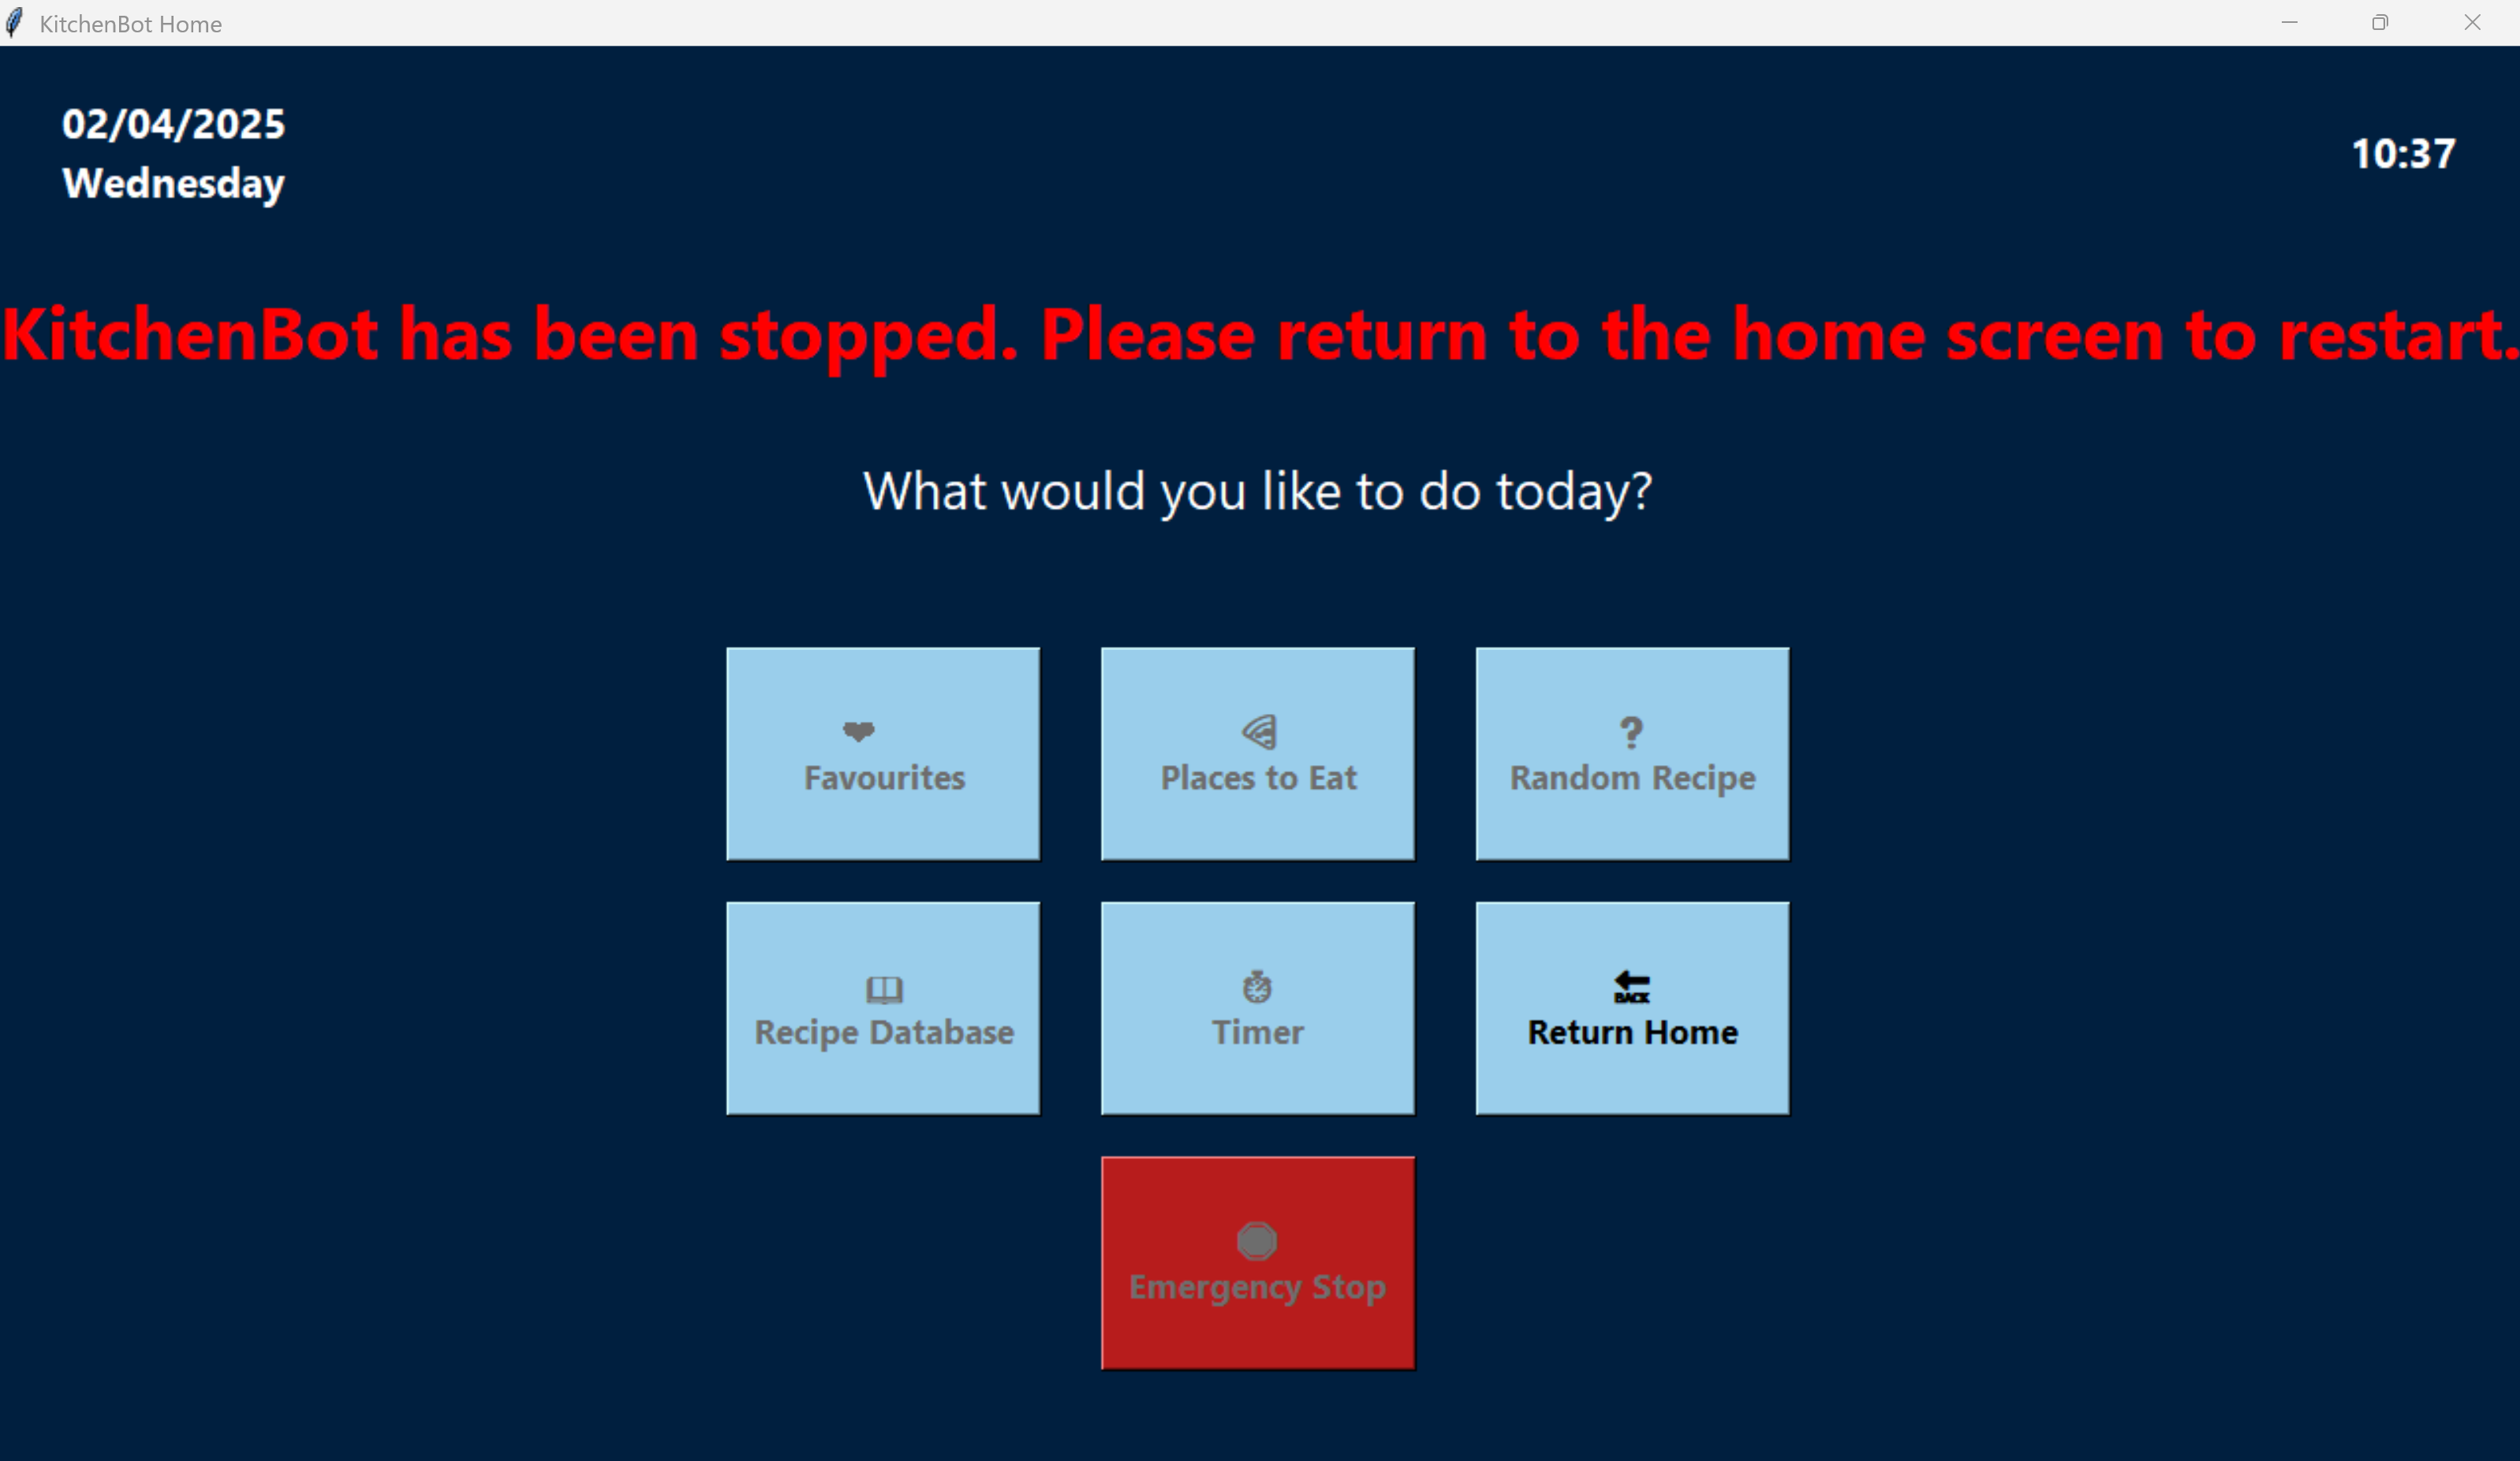 KitchenBot Home
02/04/2025
Wednesday
10:37
KitchenBot has been stopped. Please return to the home screen to restart.
What would you like to do today?
Favourites
Places to Eat
?
Random Recipe
Recipe Database
Timer
BACK
Return Home
Emergency Stop